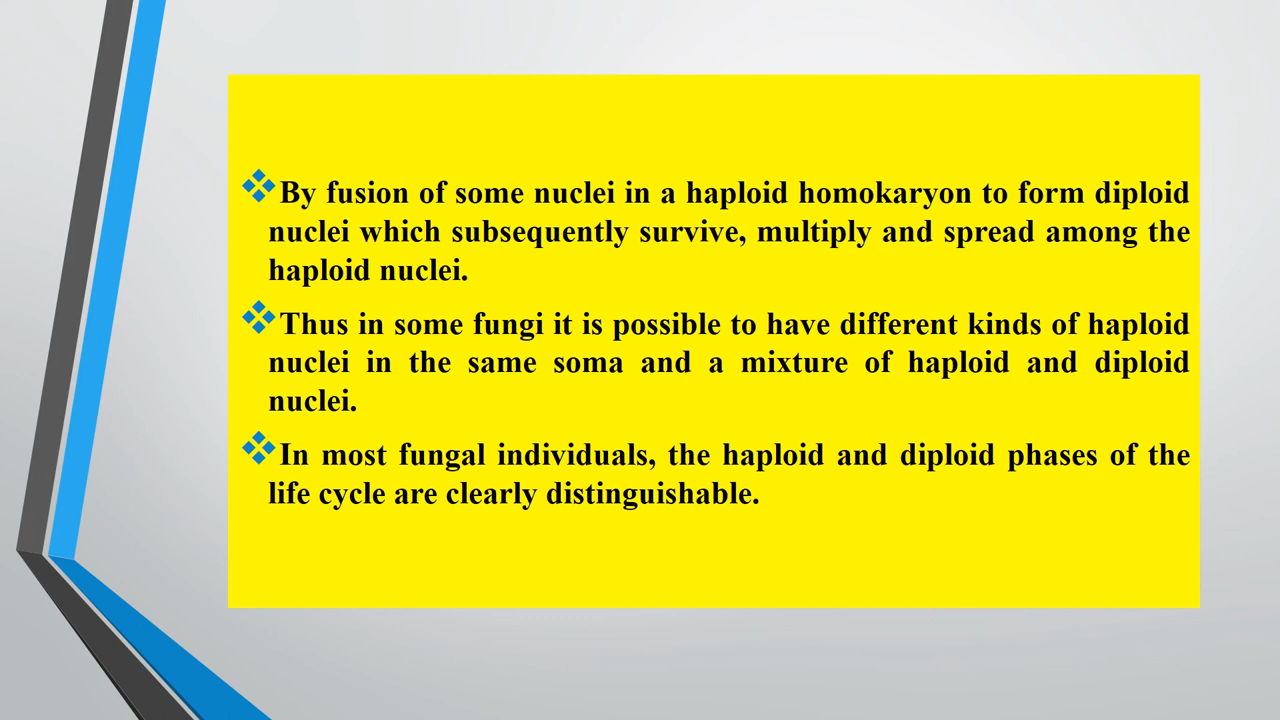 ❖By fusion of some nuclei in a haploid homokaryon to form diploid
nuclei which subsequently survive, multiply and spread among the
haploid nuclei.
❖Thus in some fungi it is possible to have different kinds of haploid
nuclei in the same soma and a mixture of haploid and diploid
nuclei.
❖In most fungal individuals, the haploid and diploid phases of the
life cycle are clearly distinguishable.